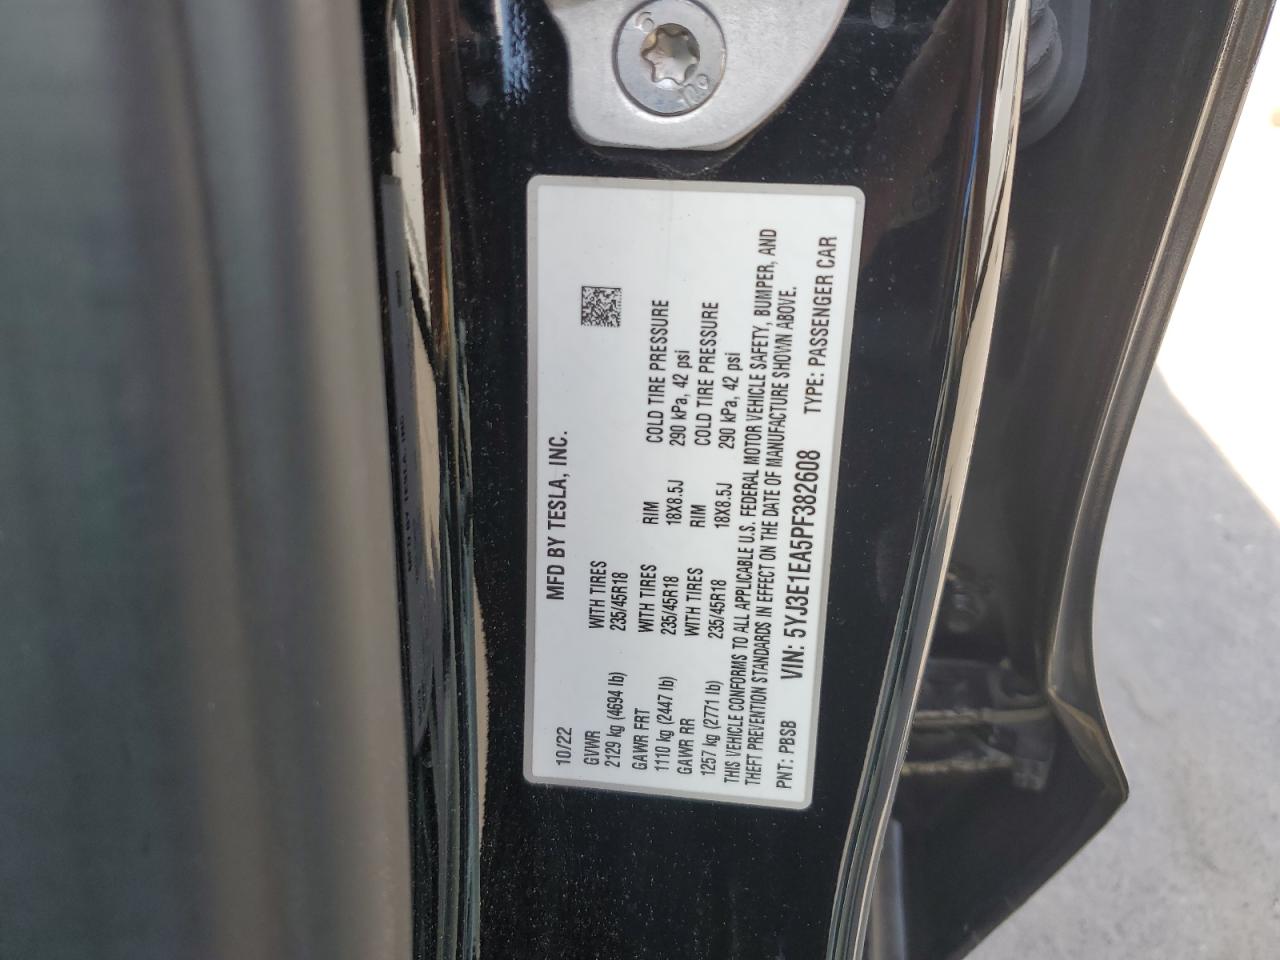 10/22 MFD BY TESLA, INC.
GVWR WITH TIRES
2129 kg (4694 lb) 235/45R18
GAWR FRT WITH TIRES RIM COLD TIRE PRESSURE
1110 kg (2447 lb) 235/45R18 18X8.5J 290 kPa, 42 psi
GAWR RR WITH TIRES RIM COLD TIRE PRESSURE
1257 kg (2771 lb) 235/45R18 18X8.5J 290 kPa, 42 psi
THIS VEHICLE CONFORMS TO ALL APPLICABLE U.S. FEDERAL MOTOR VEHICLE SAFETY, BUMPER, AND
THEFT PREVENTION STANDARDS IN EFFECT ON THE DATE OF MANUFACTURE SHOWN ABOVE.
PNT: PBSB VIN: 5YJ3E1EA5PF382608 TYPE: PASSENGER CAR